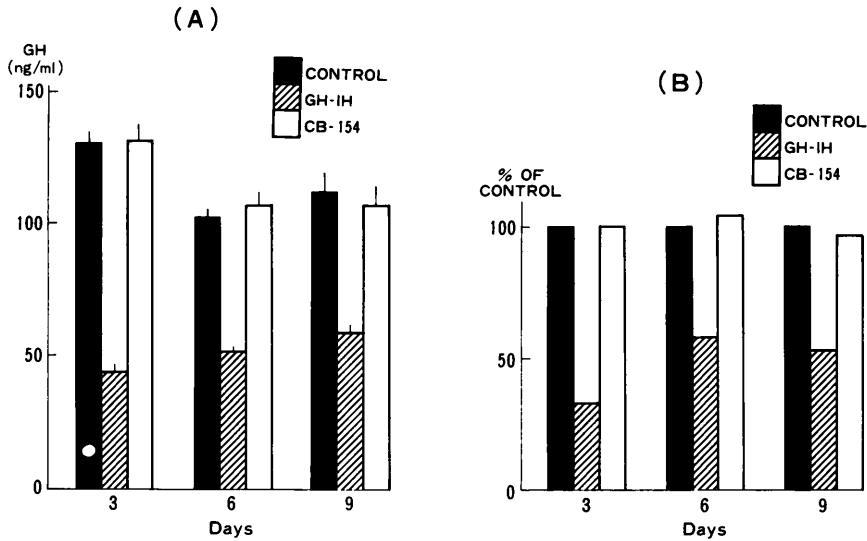 (A)
GH
(ng/ml)
CONTROL
GH-IH
CB-154
150
100
50
0
3 6 9
Days
(B)
CONTROL
GH-IH
CB-154
% OF
CONTROL
100
50
0
3 6 9
Days